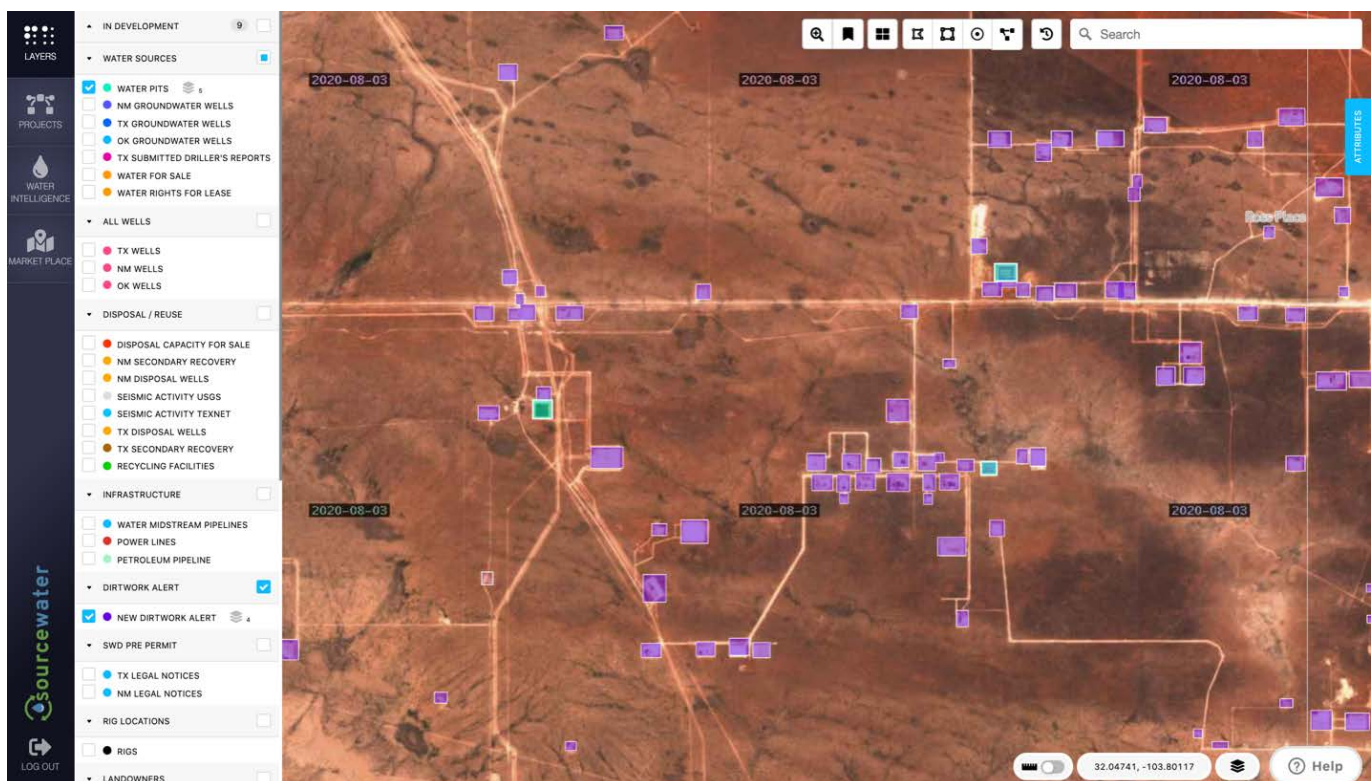 LAYERS
PROJECTS
WATER
INTELLIGENCE
MARKET PLACE
sourcewater
LOG OUT
IN DEVELOPMENT 9
WATER SOURCES
WATER PITS
NM GROUNDWATER WELLS
TX GROUNDWATER WELLS
OK GROUNDWATER WELLS
TX SUBMITTED DRILLER'S REPORTS
WATER FOR SALE
WATER RIGHTS FOR LEASE
ALL WELLS
TX WELLS
NM WELLS
OK WELLS
DISPOSAL / REUSE
DISPOSAL CAPACITY FOR SALE
NM SECONDARY RECOVERY
NM DISPOSAL WELLS
SEISMIC ACTIVITY USGS
SEISMIC ACTIVITY TEXNET
TX DISPOSAL WELLS
TX SECONDARY RECOVERY
RECYCLING FACILITIES
INFRASTRUCTURE
WATER MIDSTREAM PIPELINES
POWER LINES
PETROLEUM PIPELINE
DIRTWORK ALERT
NEW DIRTWORK ALERT 4
SWD PRE PERMIT
TX LEGAL NOTICES
NM LEGAL NOTICES
RIG LOCATIONS
RIGS
LANDOWNERS
Search
2020-08-03 2020-08-03 2020-08-03
ATTRIBUTES
Ross Place
2020-08-03 2020-08-03 2020-08-03
32.04741, -103.80117
Help